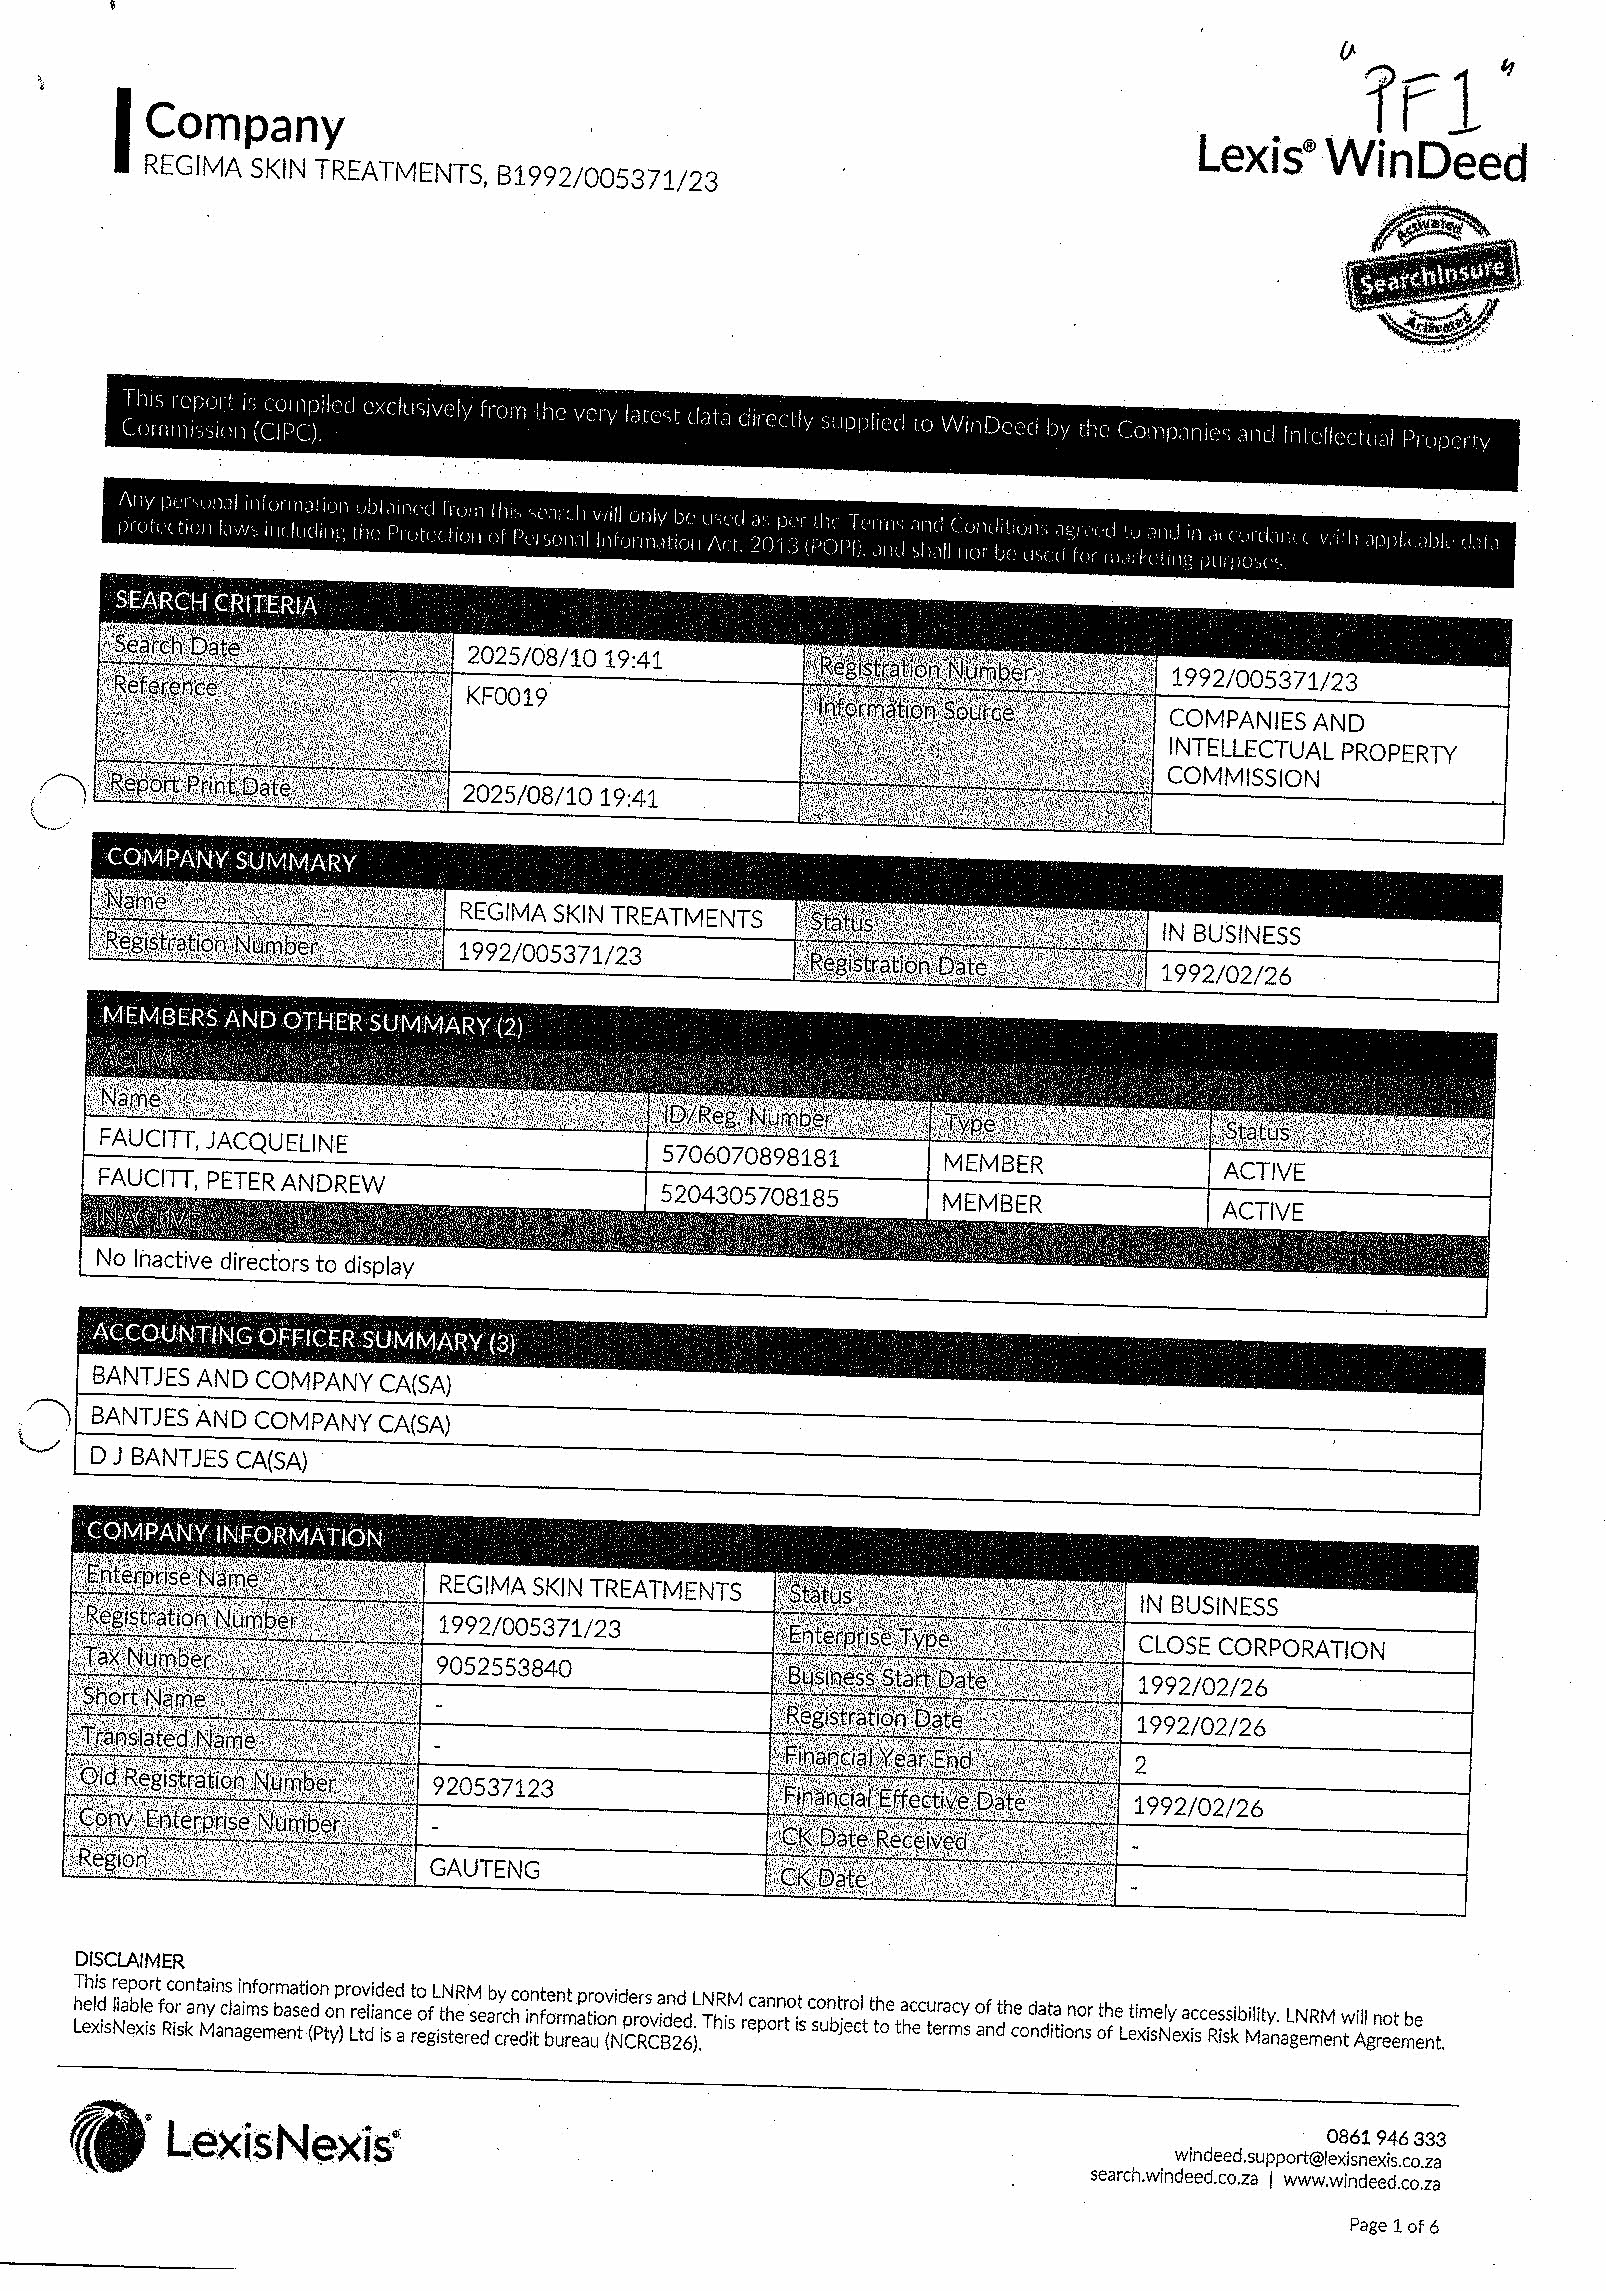 "PF1"
Company
REGIMA SKIN TREATMENTS, B1992/005371/23
Lexis® WinDeed
Activated
SearchInsure
Activated
This report is compiled exclusively from the very latest data directly supplied to WinDeed by the Companies and Intellectual Property
Commission (CIPC).
Any personal information obtained from this search will only be used as per the Terms and Conditions agreed to and in accordance with applicable data
protection laws including the Protection of Personal Information Act, 2013 (POPI), and shall not be used for marketing purposes.
SEARCH CRITERIA
Search Date 2025/08/10 19:41 Registration Number 1992/005371/23
Reference KF0019 Information Source COMPANIES AND
INTELLECTUAL PROPERTY
COMMISSION
Report Print Date 2025/08/10 19:41
COMPANY SUMMARY
Name REGIMA SKIN TREATMENTS Status IN BUSINESS
Registration Number 1992/005371/23 Registration Date 1992/02/26
MEMBERS AND OTHER SUMMARY (2)
ACTIVE
Name ID/Reg. Number Type Status
FAUCITT, JACQUELINE 5706070898181 MEMBER ACTIVE
FAUCITT, PETER ANDREW 5204305708185 MEMBER ACTIVE
INACTIVE
No Inactive directors to display
ACCOUNTING OFFICER SUMMARY (3)
BANTJES AND COMPANY CA(SA)
BANTJES AND COMPANY CA(SA)
D J BANTJES CA(SA)
COMPANY INFORMATION
Enterprise Name REGIMA SKIN TREATMENTS Status IN BUSINESS
Registration Number 1992/005371/23 Enterprise Type CLOSE CORPORATION
Tax Number 9052553840 Business Start Date 1992/02/26
Short Name - Registration Date 1992/02/26
Translated Name - Financial Year End 2
Old Registration Number 920537123 Financial Effective Date 1992/02/26
Conv. Enterprise Number - CK Date Received -
Region GAUTENG CK Date -
DISCLAIMER
This report contains information provided to LNRM by content providers and LNRM cannot control the accuracy of the data nor the timely accessibility. LNRM will not be
held liable for any claims based on reliance of the search information provided. This report is subject to the terms and conditions of LexisNexis Risk Management Agreement.
LexisNexis Risk Management (Pty) Ltd is a registered credit bureau (NCRCB26).
LexisNexis®
0861 946 333
windeed.support@lexisnexis.co.za
search.windeed.co.za | www.windeed.co.za
Page 1 of 6